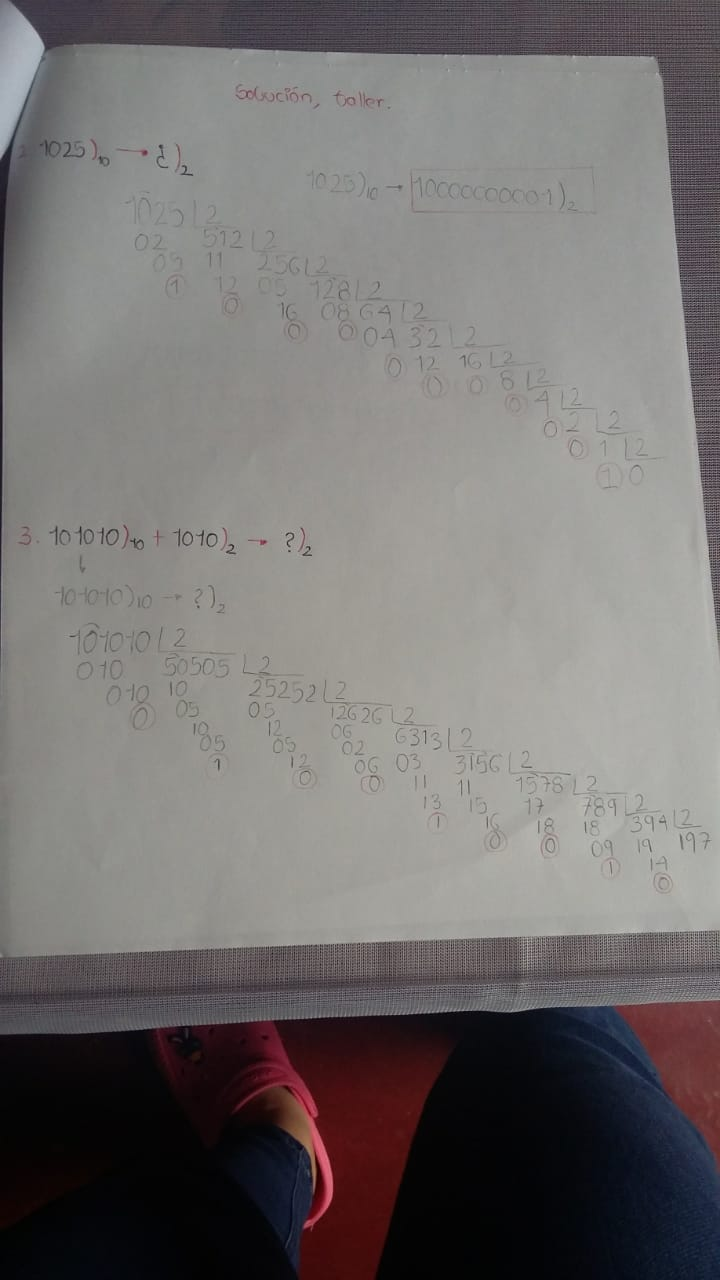 Solución, taller.
2. 1025)10 → ¿)2
1025)10 → 10000000001)2
1025 2
02 512 2
05 11 256 2
1 12 05 128 2
0 16 08 64 2
0 0 04 32 2
0 12 16 2
0 0 8 2
0 4 2
0 2 2
0 1 2
1 0
3. 101010)10 + 1010)2 → ?)2
101010)10 → ?)2
101010 2
010 50505 2
010 10 25252 2
0 05 05 12626 2
10 12 06 6313 2
05 05 02 03 3156 2
1 12 06 11 11 1578 2
0 0 13 15 17 789 2
1 16 18 18 394 2
0 0 09 19 197
1 14
0